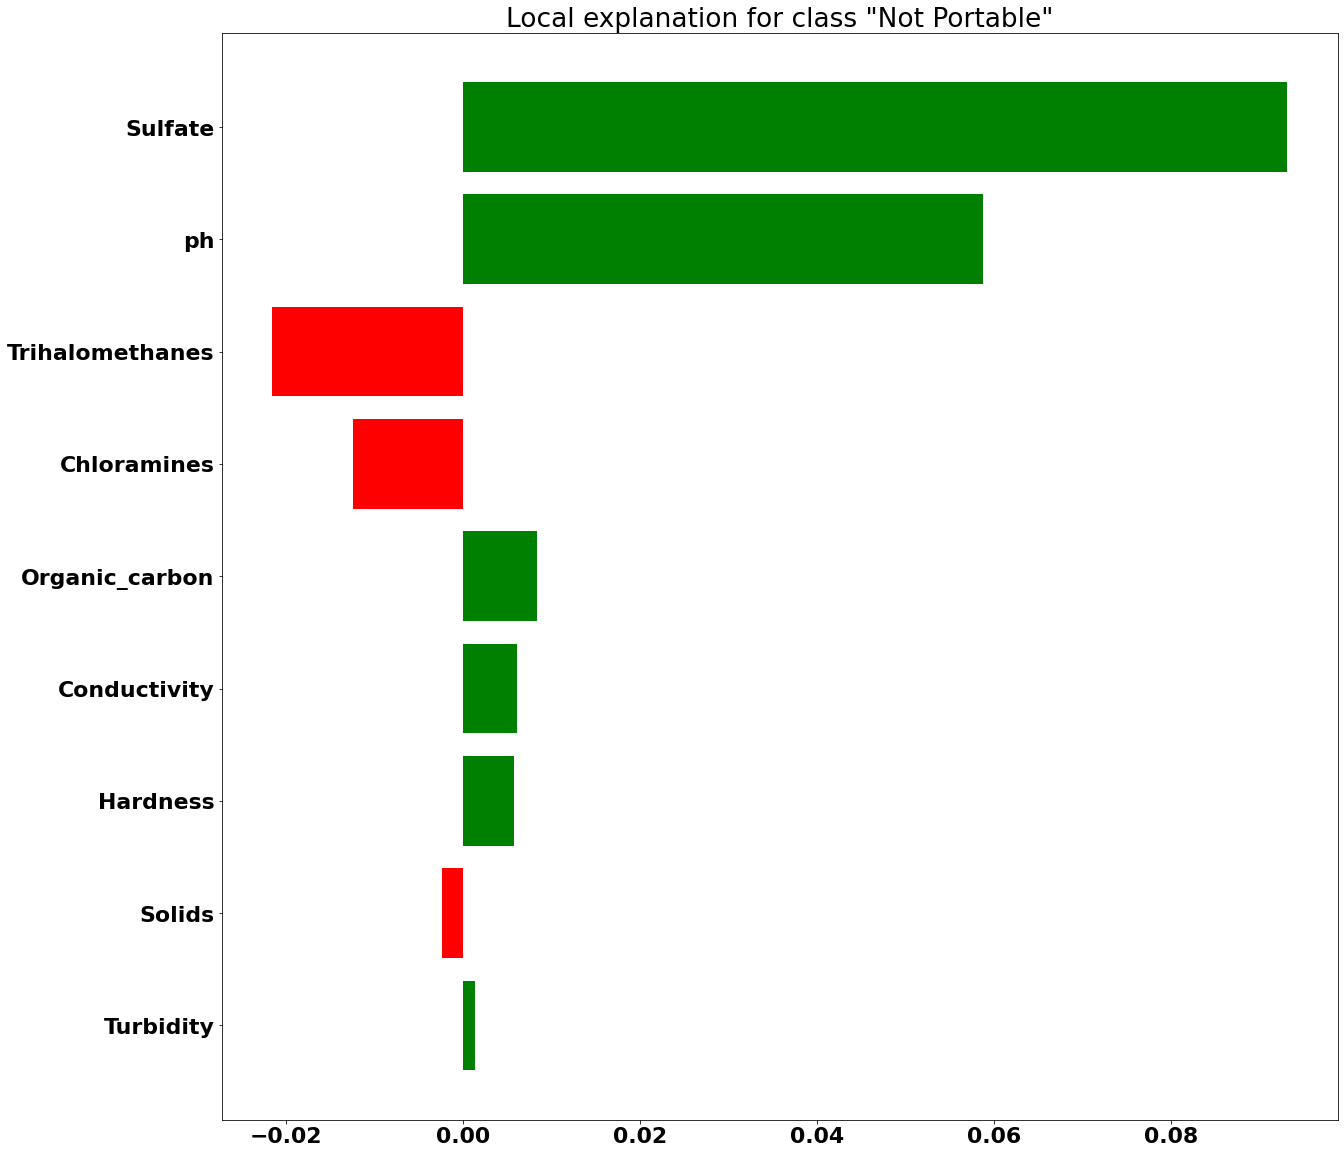 Local explanation for class "Not Portable"
Sulfate
ph
Trihalomethanes
Chloramines
Organic_carbon
Conductivity
Hardness
Solids
Turbidity
−0.02 0.00 0.02 0.04 0.06 0.08